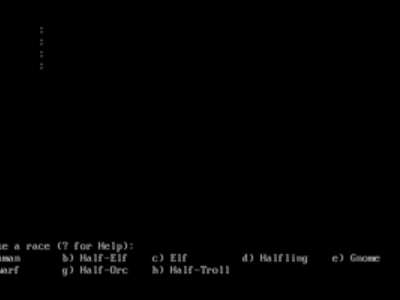 :
:
:
:
e a race (? for Help):
man b) Half-Elf c) Elf d) Halfling e) Gnome
arf g) Half-Orc h) Half-Troll